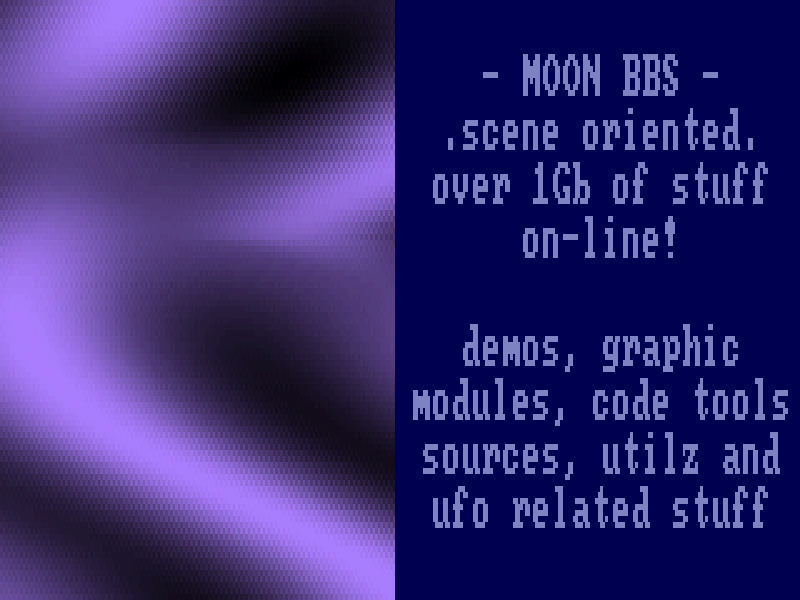 - MOON BBS -
.scene oriented.
over 1Gb of stuff
on-line!
demos, graphic
modules, code tools
sources, utilz and
ufo related stuff